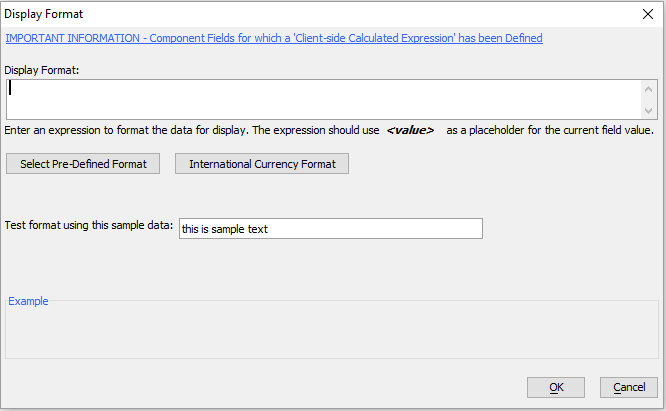 Display Format
IMPORTANT INFORMATION - Component Fields for which a 'Client-side Calculated Expression' has been Defined
Display Format:
Enter an expression to format the data for display. The expression should use <value> as a placeholder for the current field value.
Select Pre-Defined Format
International Currency Format
Test format using this sample data:
this is sample text
Example
OK
Cancel